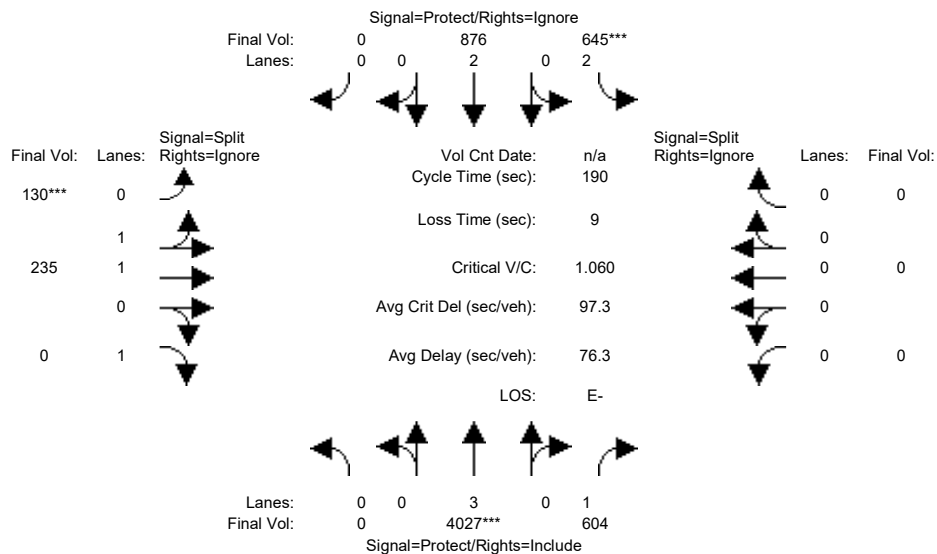 Signal=Protect/Rights=Ignore
Final Vol: 0 876 645***
Lanes: 0 0 2 0 2
Signal=Split
Final Vol: Lanes: Rights=Ignore
Vol Cnt Date: n/a
Signal=Split
Rights=Ignore Lanes: Final Vol:
Cycle Time (sec): 190
130*** 0
0 0
Loss Time (sec): 9
1
0
235 1
Critical V/C: 1.060
0 0
0
Avg Crit Del (sec/veh): 97.3
0
0 1
Avg Delay (sec/veh): 76.3
0 0
LOS: E-
Lanes: 0 0 3 0 1
Final Vol: 0 4027*** 604
Signal=Protect/Rights=Include